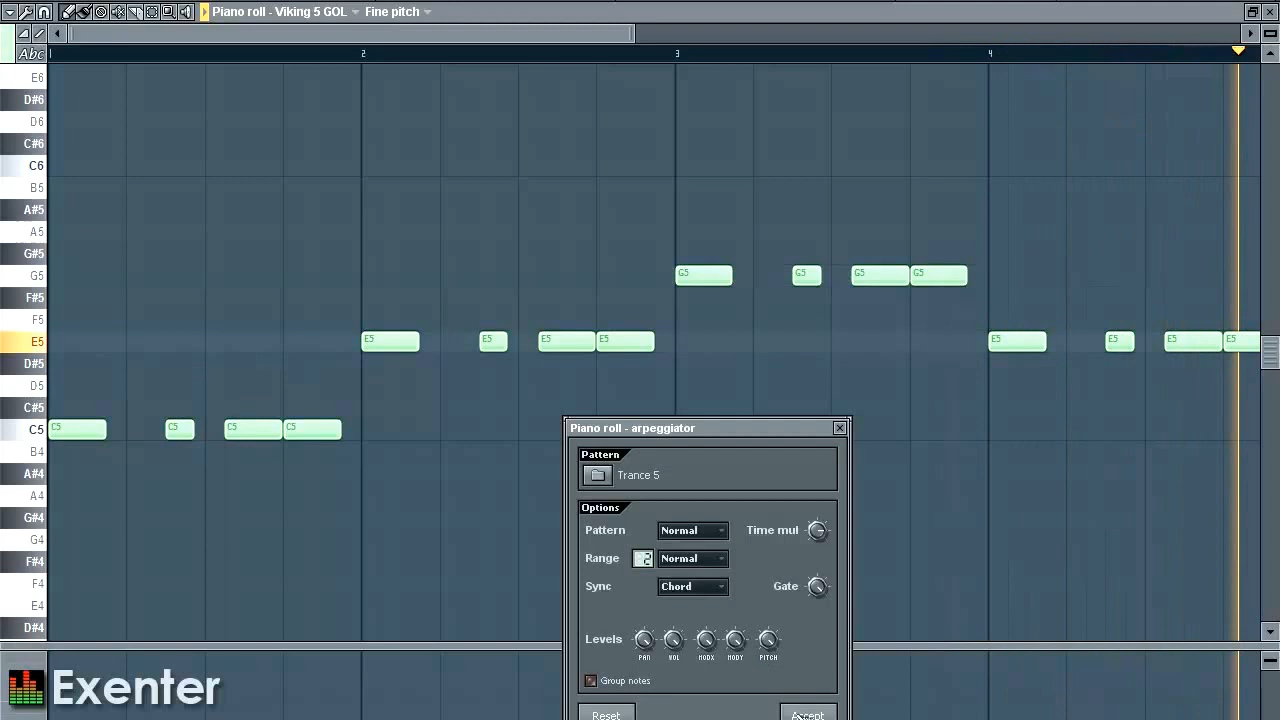 Piano roll - Viking 5 GOL Fine pitch
Abc 1 2 3 4
E6
D#6
D6
C#6
C6
B5
A#5
A5
G#5
G5 G5 G5 G5 G5
F#5
F5
E5 E5 E5 E5 E5 E5 E5 E5 E5
D#5
D5
C#5
C5 C5 C5 C5 C5
B4
A#4
A4
G#4
G4
F#4
F4
E4
D#4
Piano roll - arpeggiator
Pattern
Trance 5
Options
Pattern Normal Time mul
Range 2 Normal
Sync Chord Gate
Levels
PAN VOL MODX MODY PITCH
Group notes
Reset Accept
Exenter